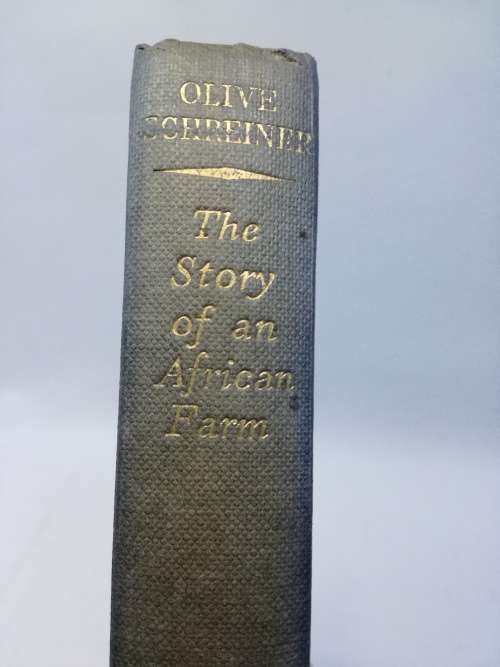 OLIVE
SCHREINER
The
Story
of an
African
Farm